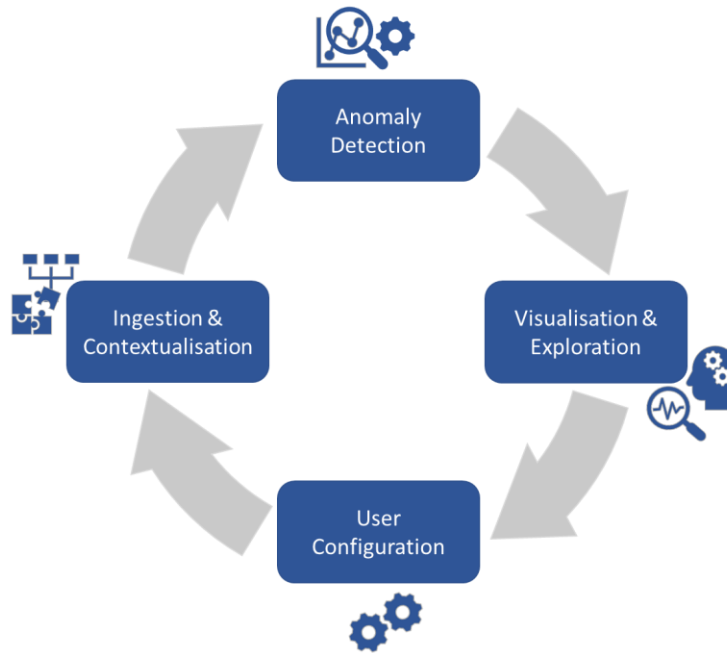 Anomaly
Detection
Visualisation &
Exploration
User
Configuration
Ingestion &
Contextualisation